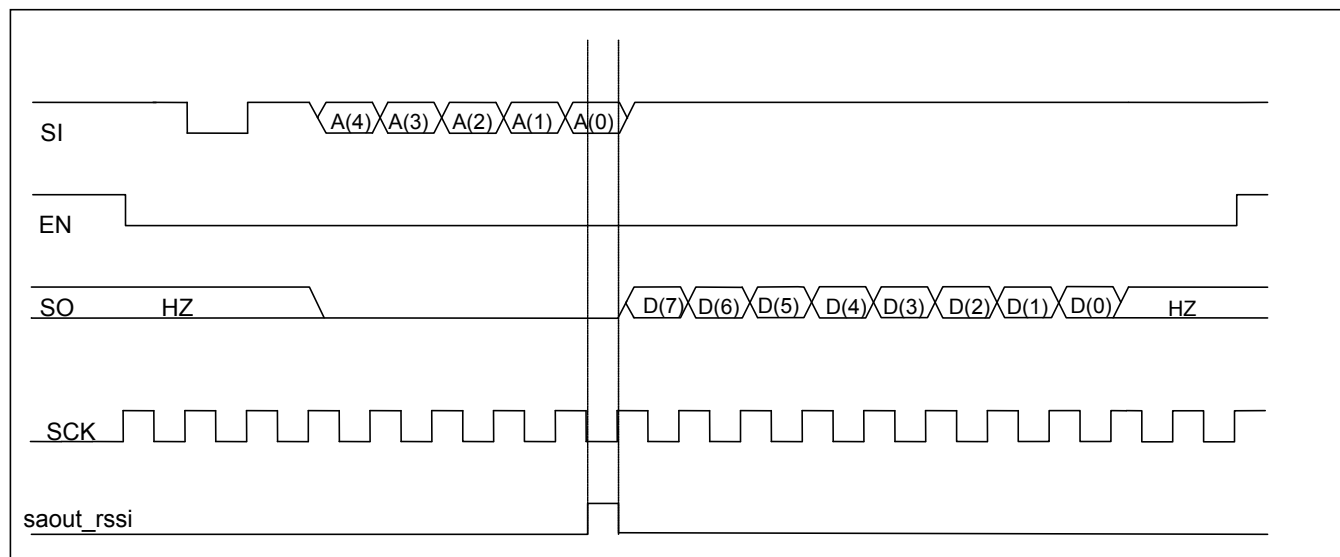 SI
A(4) A(3) A(2) A(1) A(0)
EN
SO HZ D(7) D(6) D(5) D(4) D(3) D(2) D(1) D(0) HZ
SCK
saout_rssi